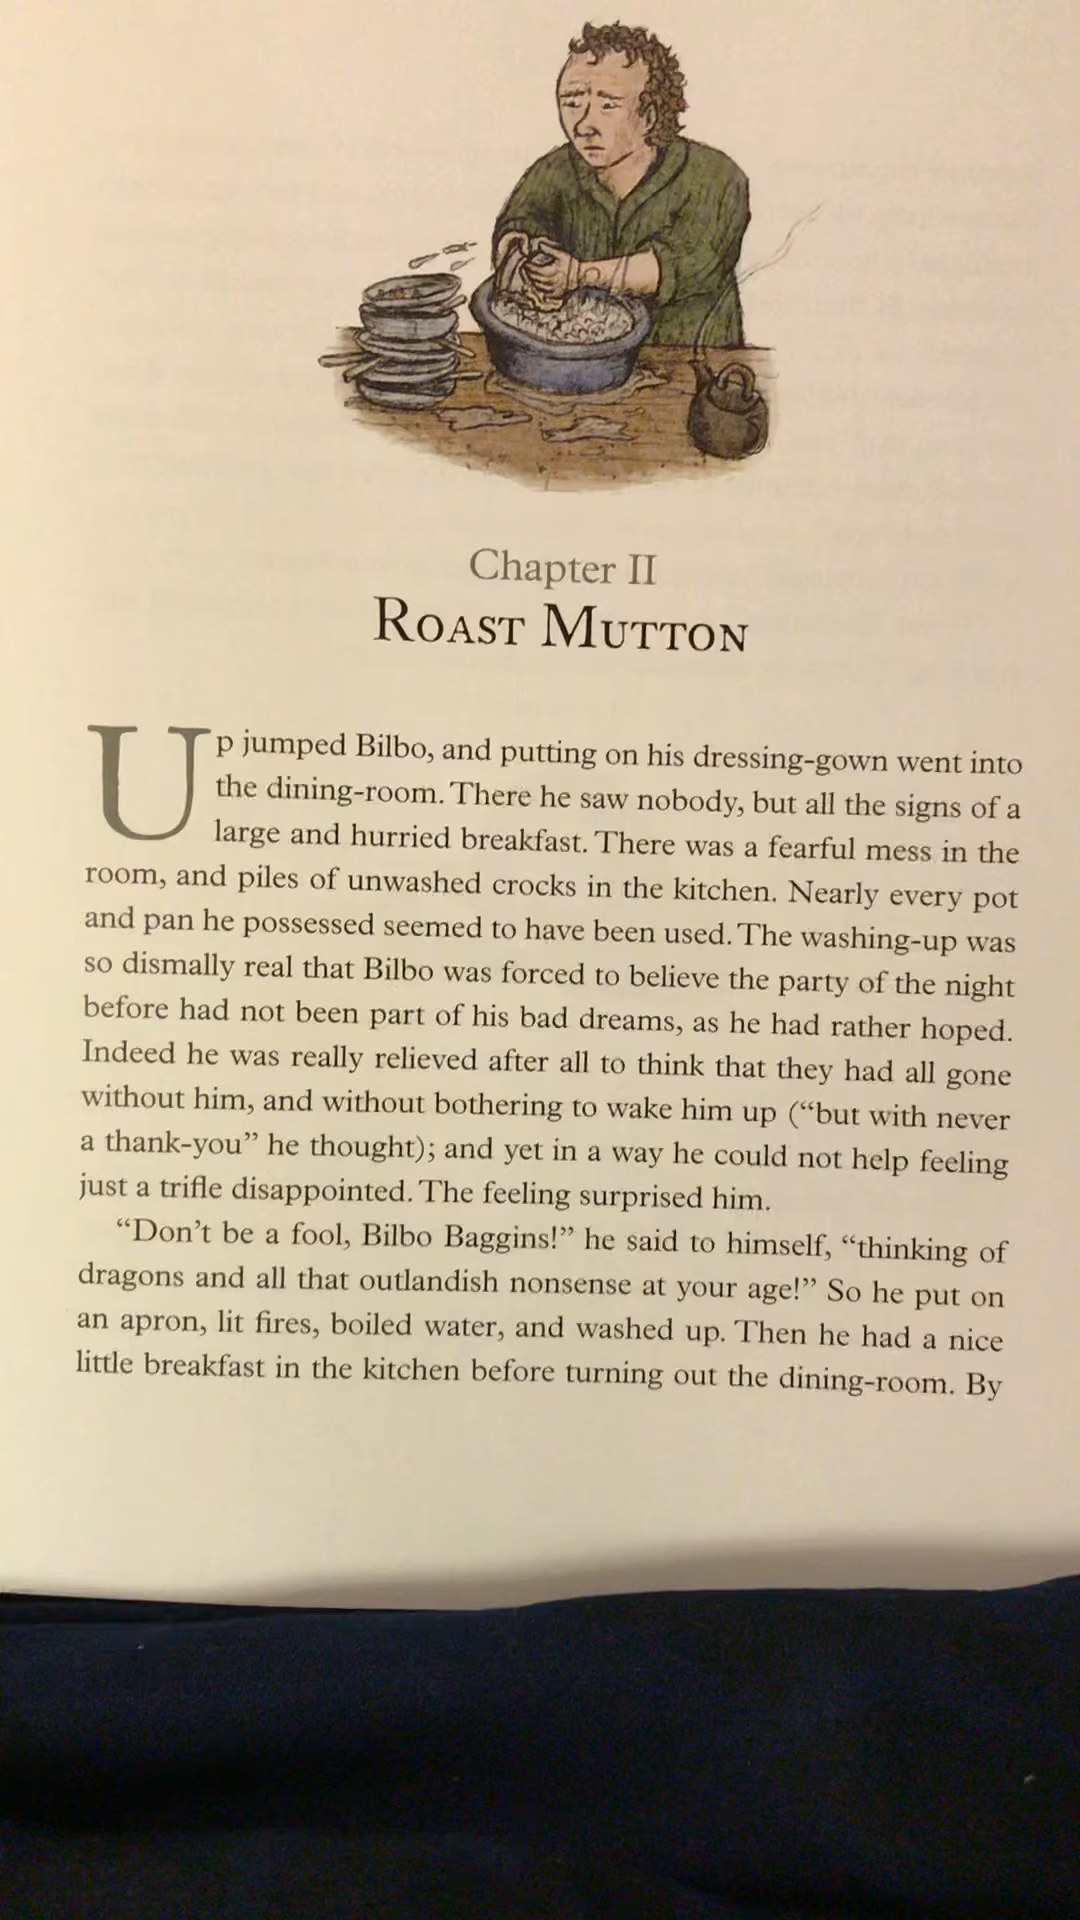 Chapter II
ROAST MUTTON
Up jumped Bilbo, and putting on his dressing-gown went into
the dining-room. There he saw nobody, but all the signs of a
large and hurried breakfast. There was a fearful mess in the
room, and piles of unwashed crocks in the kitchen. Nearly every pot
and pan he possessed seemed to have been used. The washing-up was
so dismally real that Bilbo was forced to believe the party of the night
before had not been part of his bad dreams, as he had rather hoped.
Indeed he was really relieved after all to think that they had all gone
without him, and without bothering to wake him up (“but with never
a thank-you” he thought); and yet in a way he could not help feeling
just a trifle disappointed. The feeling surprised him.
“Don’t be a fool, Bilbo Baggins!” he said to himself, “thinking of
dragons and all that outlandish nonsense at your age!” So he put on
an apron, lit fires, boiled water, and washed up. Then he had a nice
little breakfast in the kitchen before turning out the dining-room. By